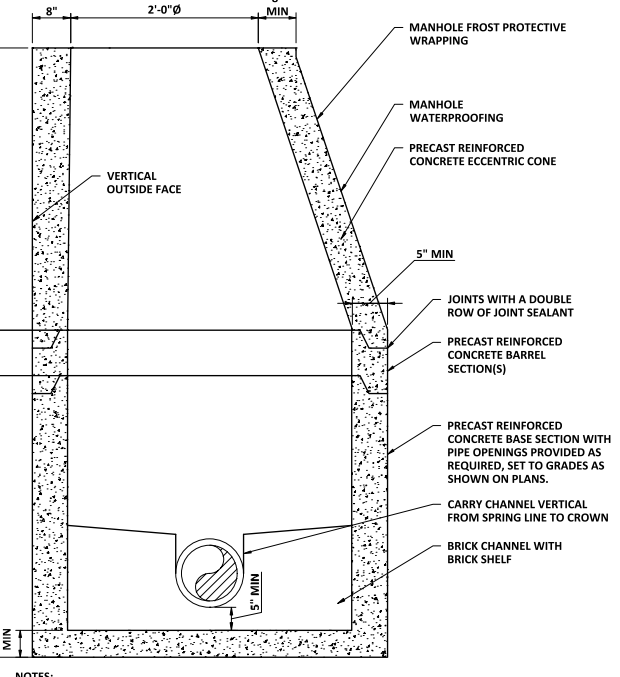 8"
2'-0"Ø
MIN
MANHOLE FROST PROTECTIVE
WRAPPING
MANHOLE
WATERPROOFING
PRECAST REINFORCED
CONCRETE ECCENTRIC CONE
VERTICAL
OUTSIDE FACE
5" MIN
JOINTS WITH A DOUBLE
ROW OF JOINT SEALANT
PRECAST REINFORCED
CONCRETE BARREL
SECTION(S)
PRECAST REINFORCED
CONCRETE BASE SECTION WITH
PIPE OPENINGS PROVIDED AS
REQUIRED, SET TO GRADES AS
SHOWN ON PLANS.
CARRY CHANNEL VERTICAL
FROM SPRING LINE TO CROWN
BRICK CHANNEL WITH
BRICK SHELF
5" MIN
MIN
NOTES: